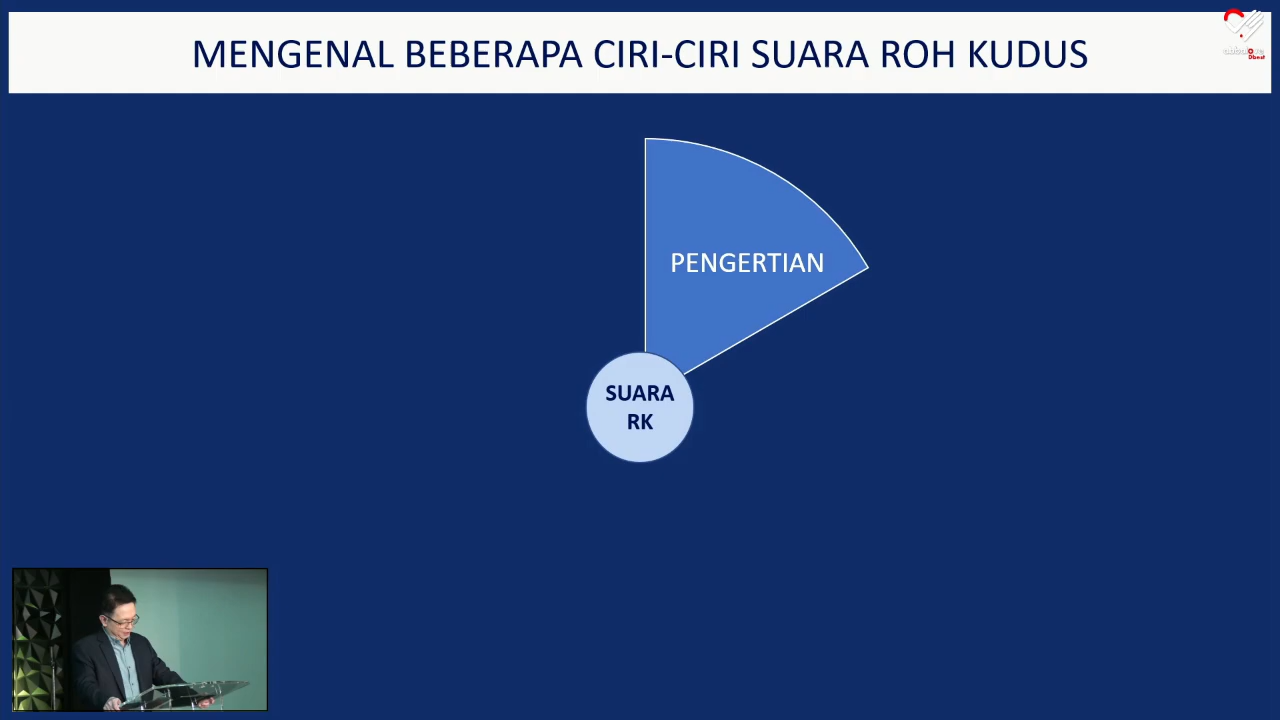 MENGENAL BEBERAPA CIRI-CIRI SUARA ROH KUDUS
PENGERTIAN
SUARA
RK